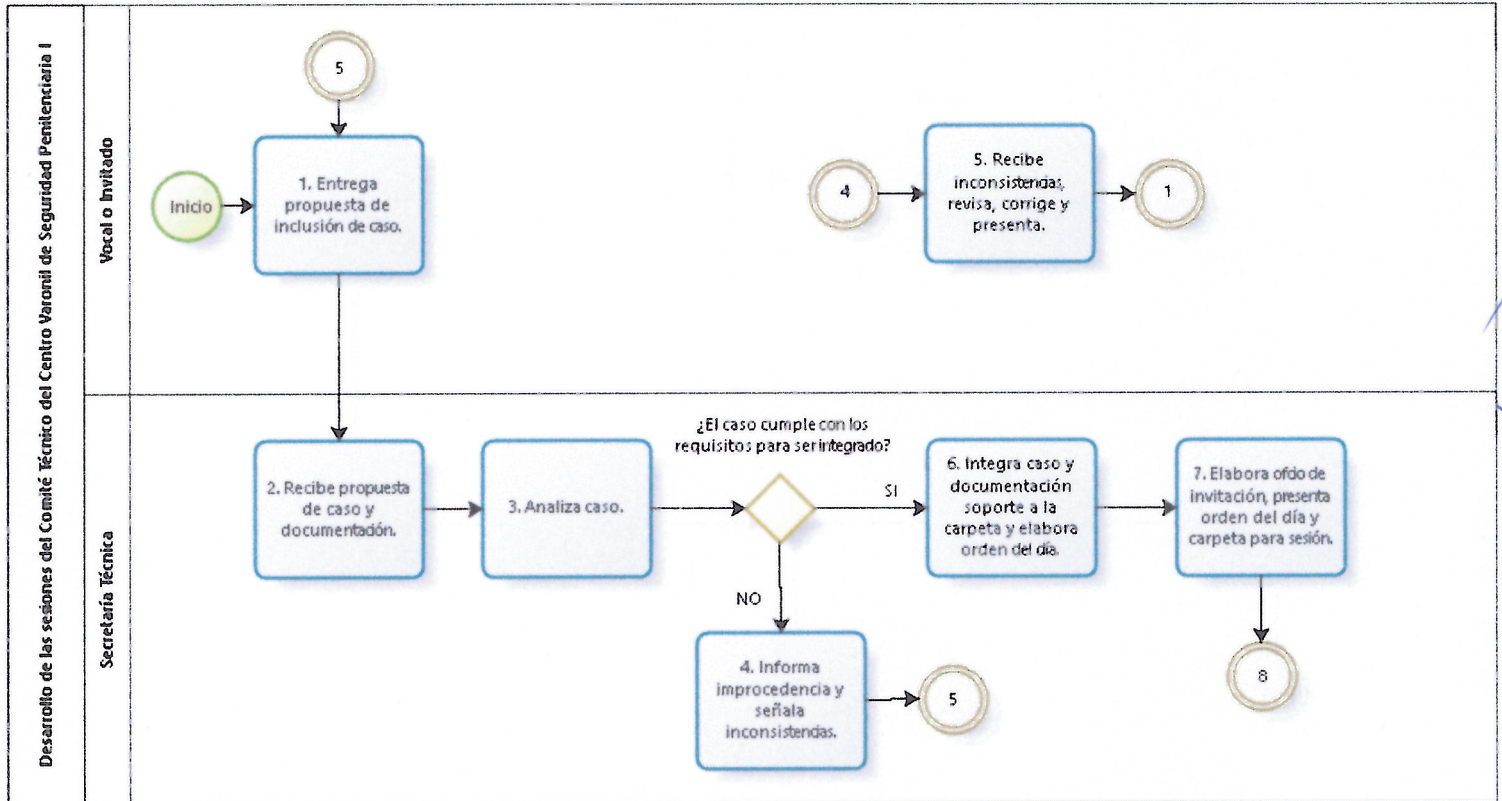 Desarrollo de las sesiones del Comité Técnico del Centro Varonil de Seguridad Penitenciaria I
Vocal o Invitado
5
Inicio
1. Entrega
propuesta de
inclusión de caso.
4
5. Recibe
inconsistencias,
revisa, corrige y
presenta.
1
Secretaría Técnica
2. Recibe propuesta
de caso y
documentación.
3. Analiza caso.
¿El caso cumple con los
requisitos para ser integrado?
SI
NO
4. Informa
improcedencia y
señala
inconsistencias.
5
6. Integra caso y
documentación
soporte a la
carpeta y elabora
orden del día.
7. Elabora oficio de
invitación, presenta
orden del día y
carpeta para sesión.
8